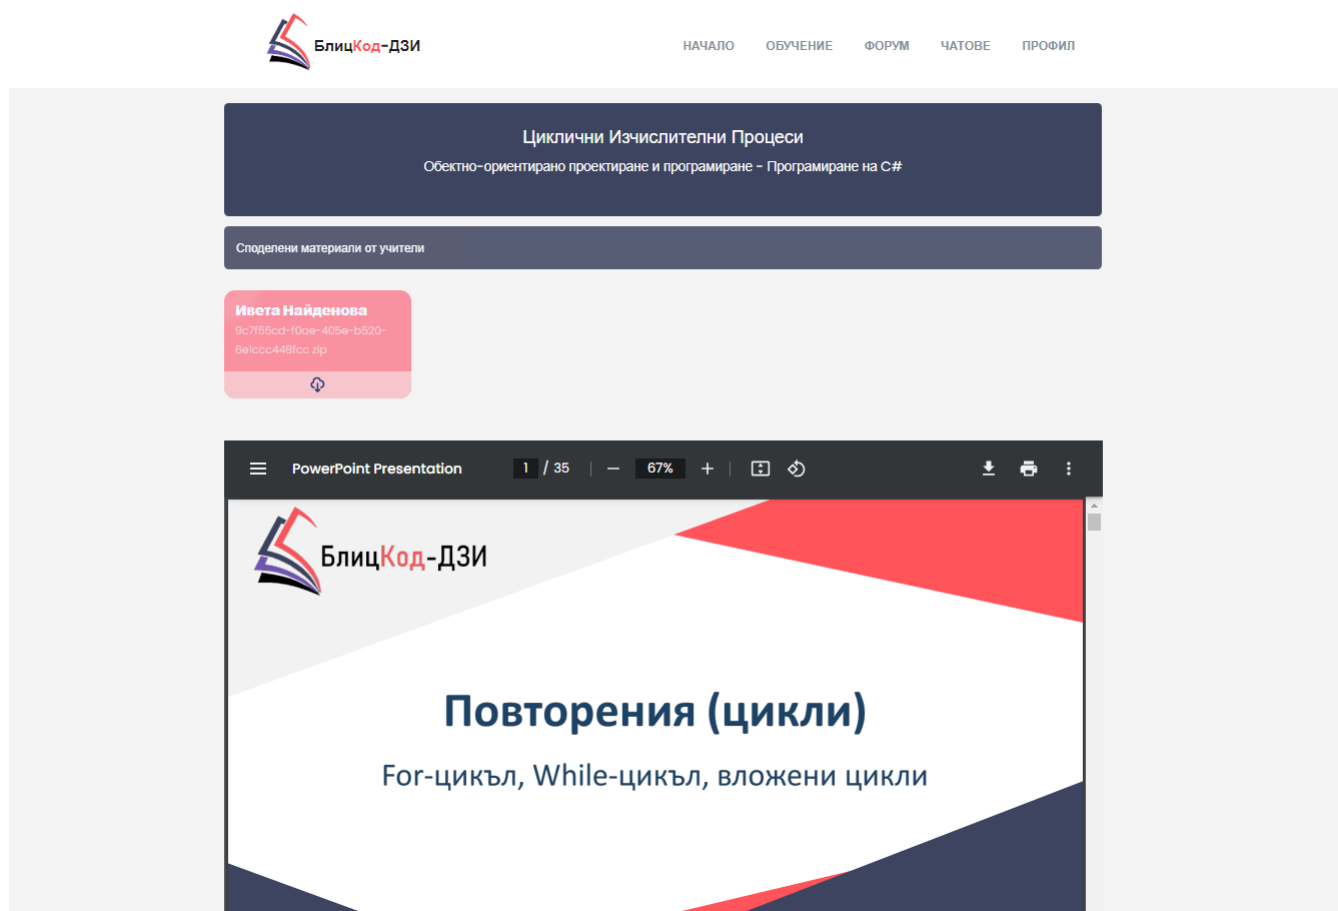 БлицКод-ДЗИ
НАЧАЛО ОБУЧЕНИЕ ФОРУМ ЧАТОВЕ ПРОФИЛ
Циклични Изчислителни Процеси
Обектно-ориентирано проектиране и програмиране - Програмиране на C#
Споделени материали от учители
Ивета Найденова
9c7f55cd-f0ae-405e-b520-
6e1ccc448fcc.zip
PowerPoint Presentation 1 / 35 67%
БлицКод-ДЗИ
Повторения (цикли)
For-цикъл, While-цикъл, вложени цикли